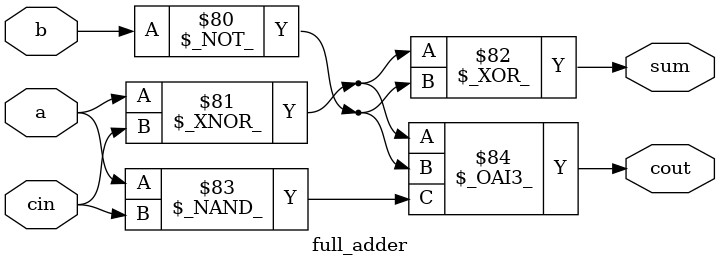 b
A
$80
$_NOT_
Y
a
A
B
$81
$_XNOR_
Y
cin
A
B
$83
$_NAND_
Y
A
B
$82
$_XOR_
Y
sum
A
B
C
$84
$_OAI3_
Y
cout
full_adder